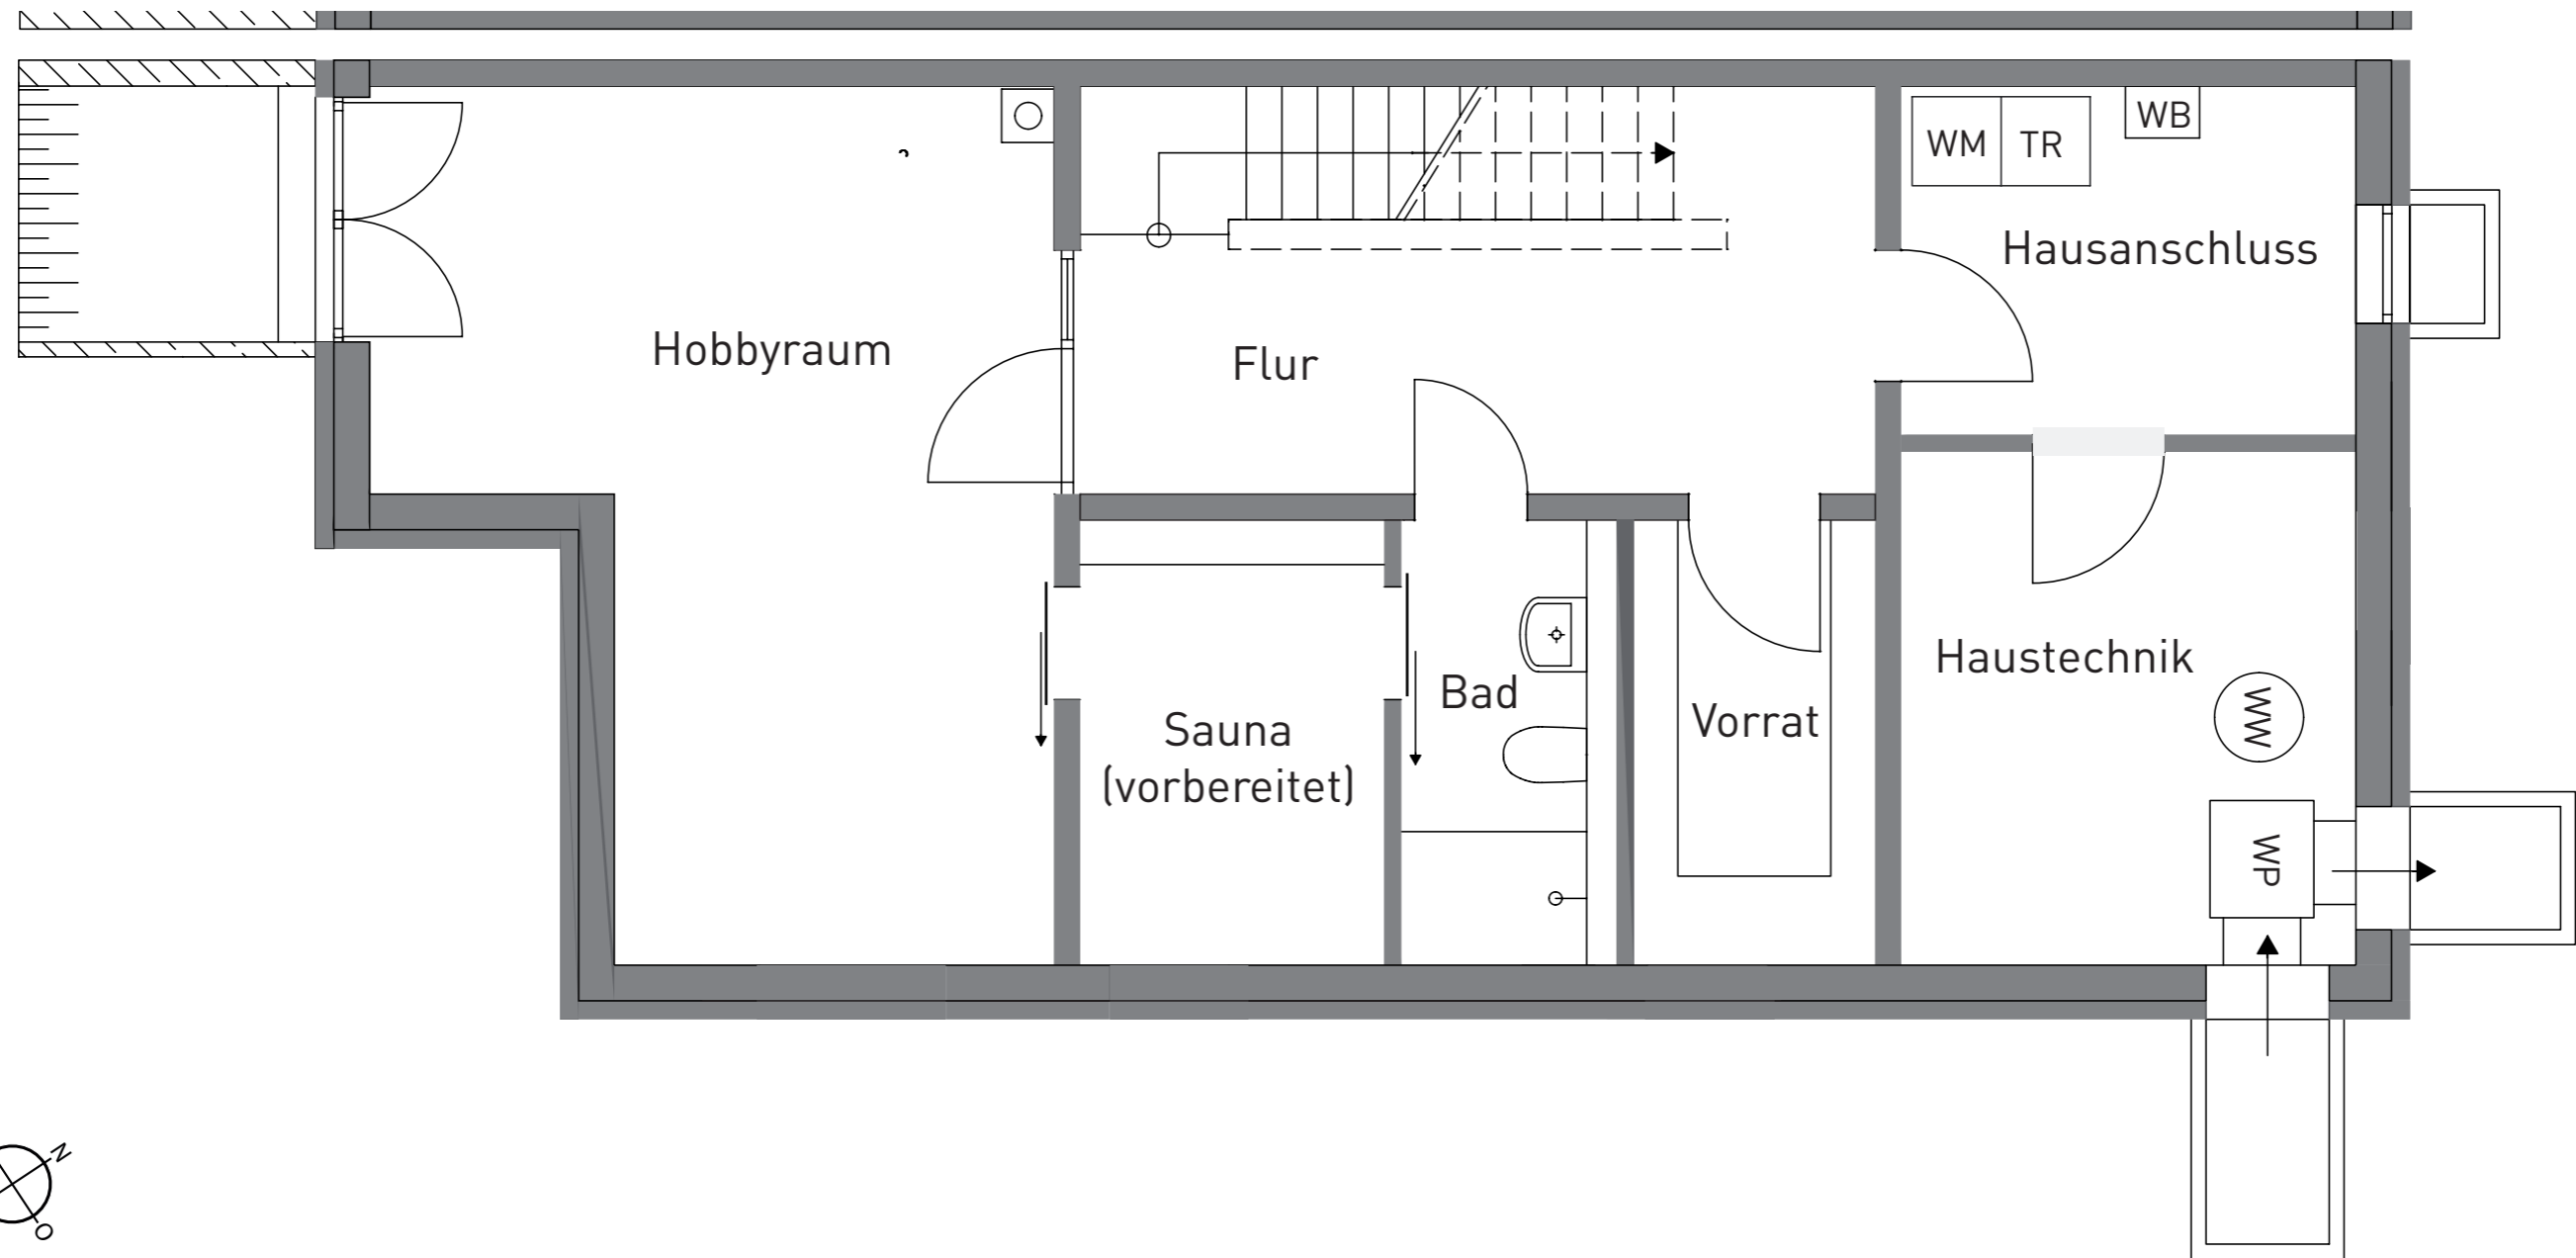 WM
TR
WB
Hausanschluss
Hobbyraum
Flur
Haustechnik
Bad
WW
Vorrat
Sauna
(vorbereitet)
WP
N
O